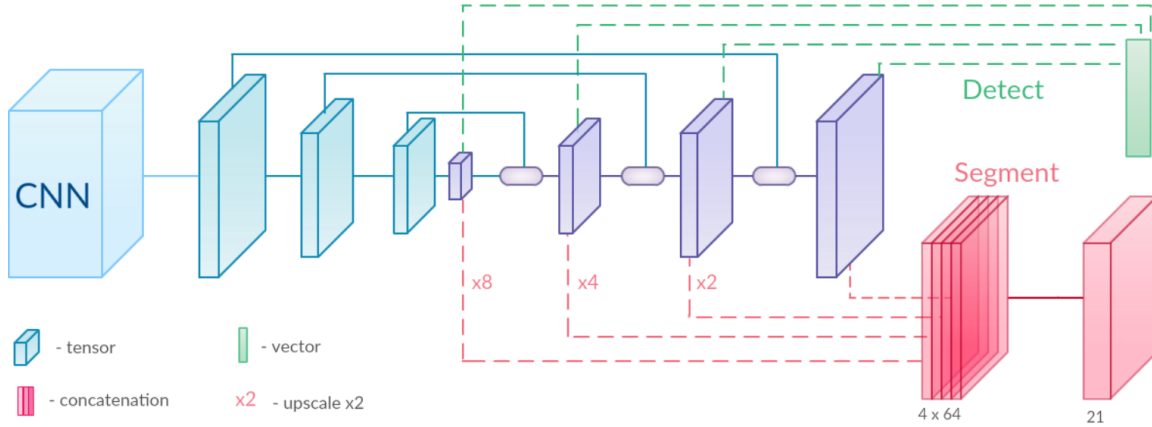 CNN
Detect
Segment
x8
x4
x2
- tensor
- vector
- concatenation
x2 - upscale x2
4 x 64
21